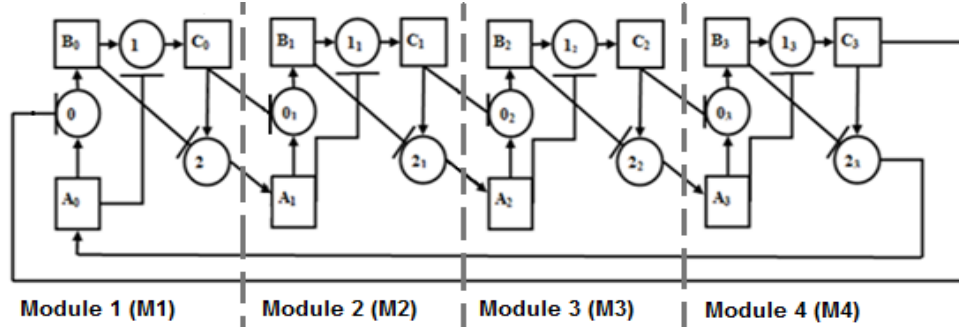 B₀ 1 C₀ B₁ 1₁ C₁ B₂ 1₂ C₂ B₃ 1₃ C₃
0 0₁ 0₂ 0₃
2 2₁ 2₂ 2₃
A₀ A₁ A₂ A₃
Module 1 (M1) Module 2 (M2) Module 3 (M3) Module 4 (M4)